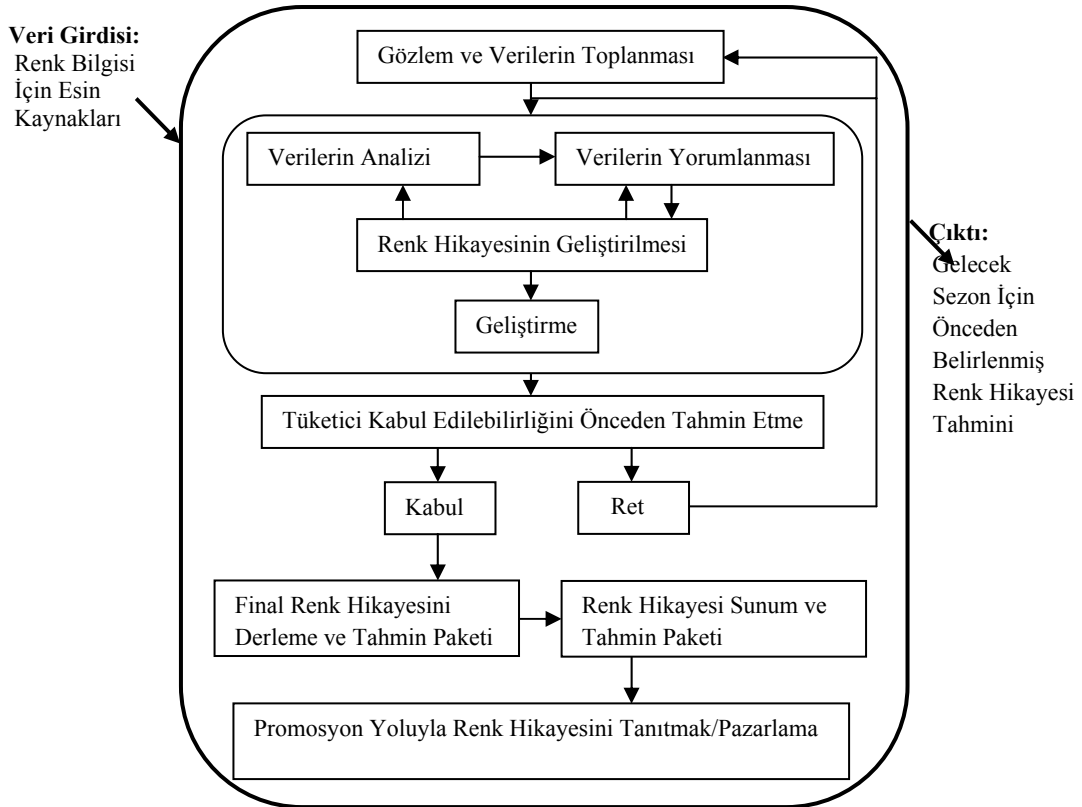 Veri Girdisi:
Renk Bilgisi
İçin Esin
Kaynakları
Gözlem ve Verilerin Toplanması
Verilerin Analizi
Verilerin Yorumlanması
Renk Hikayesinin Geliştirilmesi
Geliştirme
Tüketici Kabul Edilebilirliğini Önceden Tahmin Etme
Kabul
Ret
Final Renk Hikayesini
Derleme ve Tahmin Paketi
Renk Hikayesi Sunum ve
Tahmin Paketi
Promosyon Yoluyla Renk Hikayesini Tanıtmak/Pazarlama
Çıktı:
Gelecek
Sezon İçin
Önceden
Belirlenmiş
Renk Hikayesi
Tahmini